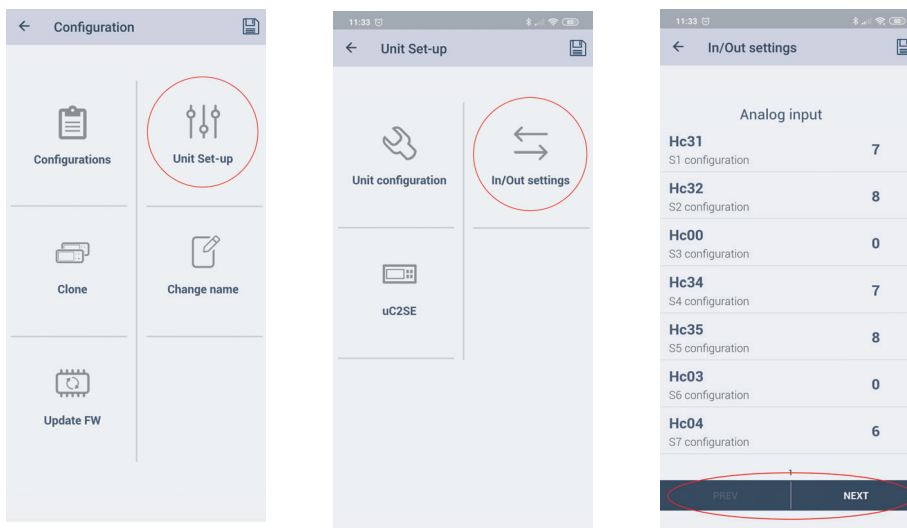 Configuration
Configurations
Unit Set-up
Clone
Change name
Update FW
11:33
Unit Set-up
Unit configuration
In/Out settings
uC2SE
11:33
In/Out settings
Analog input
Hc31
S1 configuration
7
Hc32
S2 configuration
8
Hc00
S3 configuration
0
Hc34
S4 configuration
7
Hc35
S5 configuration
8
Hc03
S6 configuration
0
Hc04
S7 configuration
6
1
PREV
NEXT